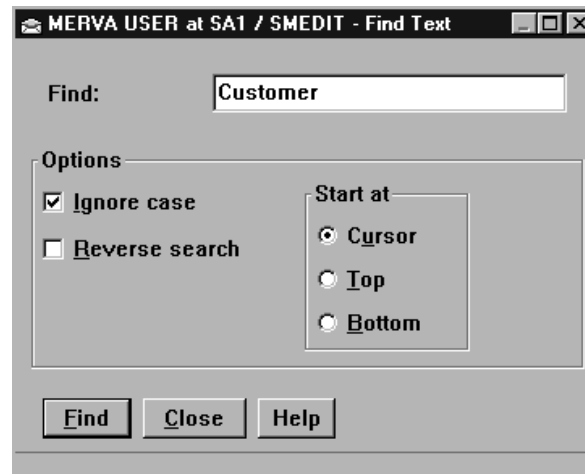 MERVA USER at SA1 / SMEDIT - Find Text
Find: Customer
Options
Ignore case
Reverse search
Start at
Cursor
Top
Bottom
Find Close Help